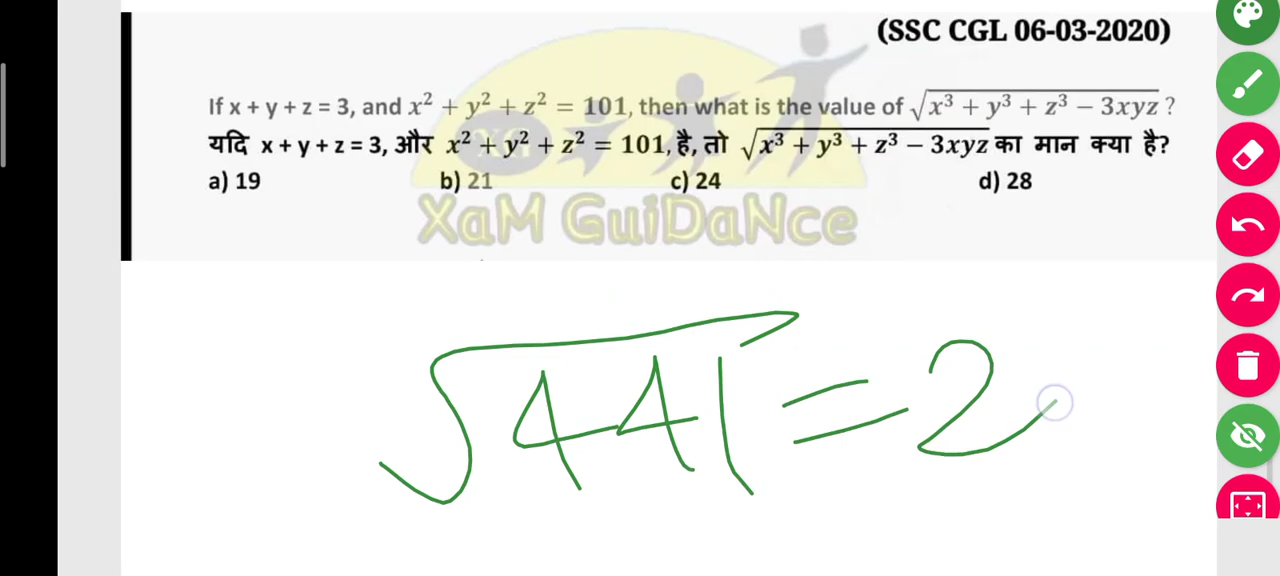 (SSC CGL 06-03-2020)
If x + y + z = 3, and x² + y² + z² = 101, then what is the value of √x³ + y³ + z³ − 3xyz ?
यदि x + y + z = 3, और x² + y² + z² = 101, है, तो √x³ + y³ + z³ − 3xyz का मान क्या है?
a) 19 b) 21 c) 24 d) 28
XaM GuiDaNce
√441 = 2